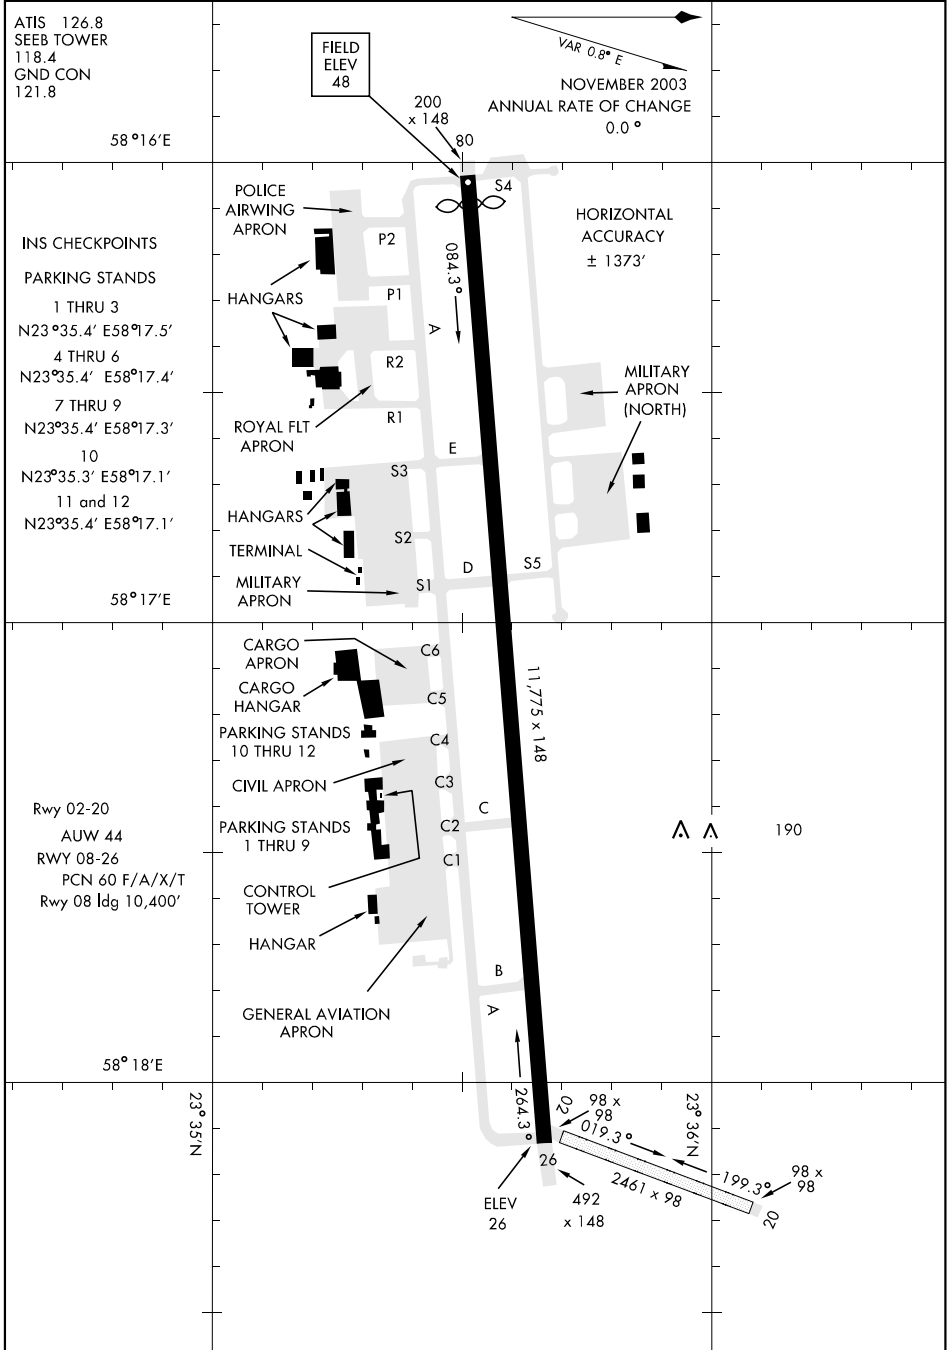 ATIS 126.8
SEEB TOWER
118.4
GND CON
121.8
FIELD
ELEV
48
VAR 0.8° E
NOVEMBER 2003
ANNUAL RATE OF CHANGE
0.0°
200
x 148
80
58°16'E
POLICE
AIRWING
APRON
S4
HORIZONTAL
ACCURACY
± 1373'
INS CHECKPOINTS
PARKING STANDS
1 THRU 3
N23°35.4' E58°17.5'
4 THRU 6
N23°35.4' E58°17.4'
7 THRU 9
N23°35.4' E58°17.3'
10
N23°35.3' E58°17.1'
11 and 12
N23°35.4' E58°17.1'
P2
084.3°
HANGARS
P1
A
R2
MILITARY
APRON
(NORTH)
R1
ROYAL FLT
APRON
E
S3
HANGARS
S2
TERMINAL
D
S5
MILITARY
APRON
S1
58°17'E
CARGO
APRON
C6
CARGO
HANGAR
C5
11,775 x 148
PARKING STANDS
10 THRU 12
C4
CIVIL APRON
C3
C
PARKING STANDS
1 THRU 9
C2
190
C1
Rwy 02-20
AUW 44
RWY 08-26
PCN 60 F/A/X/T
Rwy 08 ldg 10,400'
CONTROL
TOWER
HANGAR
B
A
GENERAL AVIATION
APRON
58°18'E
23°35'N
264.3°
02
98 x
98
23°36'N
019.3°
26
199.3°
98 x
98
2461 x 98
20
ELEV
26
492
x 148